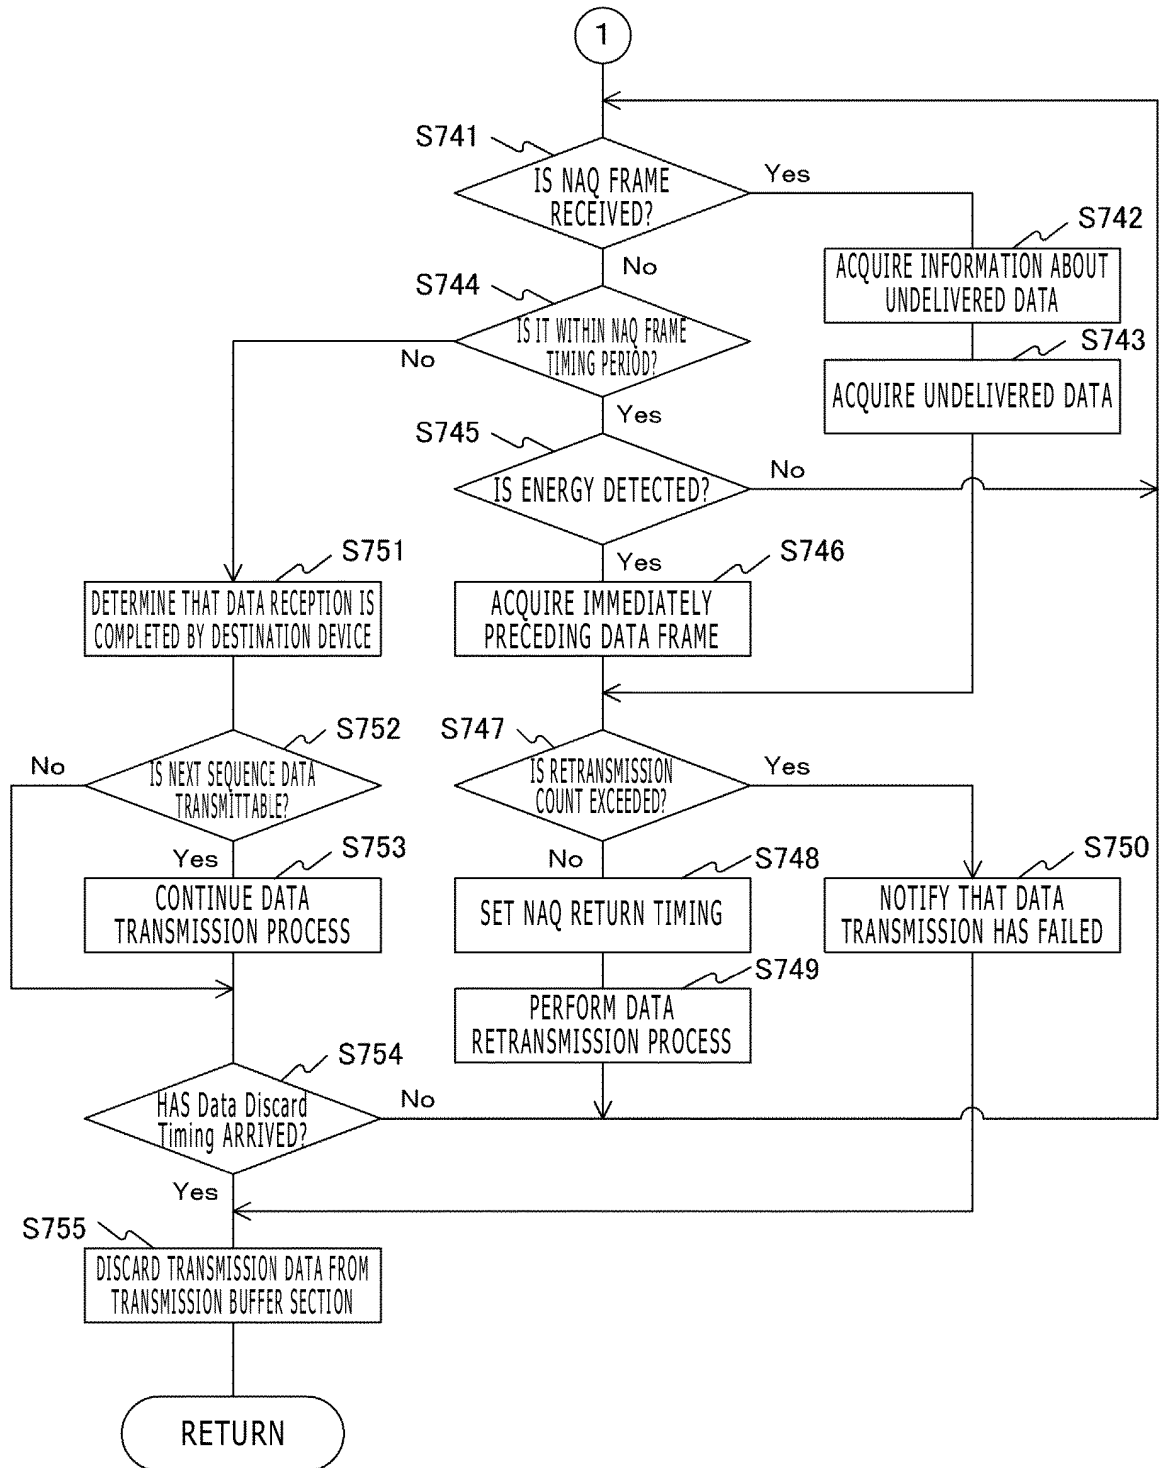 1
S741
IS NAQ FRAME
RECEIVED?
Yes
No
S742
ACQUIRE INFORMATION ABOUT
UNDELIVERED DATA
S743
ACQUIRE UNDELIVERED DATA
S744
IS IT WITHIN NAQ FRAME
TIMING PERIOD?
No
Yes
S745
IS ENERGY DETECTED?
No
Yes
S746
ACQUIRE IMMEDIATELY
PRECEDING DATA FRAME
S747
IS RETRANSMISSION
COUNT EXCEEDED?
Yes
No
S748
SET NAQ RETURN TIMING
S749
PERFORM DATA
RETRANSMISSION PROCESS
S750
NOTIFY THAT DATA
TRANSMISSION HAS FAILED
S751
DETERMINE THAT DATA RECEPTION IS
COMPLETED BY DESTINATION DEVICE
S752
IS NEXT SEQUENCE DATA
TRANSMITTABLE?
No
Yes
S753
CONTINUE DATA
TRANSMISSION PROCESS
S754
HAS Data Discard
Timing ARRIVED?
No
Yes
S755
DISCARD TRANSMISSION DATA FROM
TRANSMISSION BUFFER SECTION
RETURN